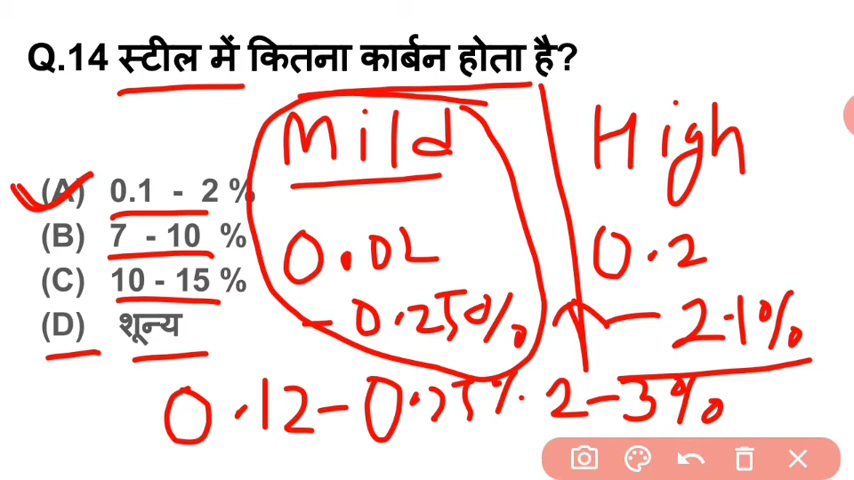 Q.14 स्टील में कितना कार्बन होता है?
Mild High
(A) 0.1 - 2 %
(B) 7 - 10 %
0.02 0.2
(C) 10 - 15 %
- 0.25% - 2.1%
(D) शून्य
0.12-0.25% 2-3%